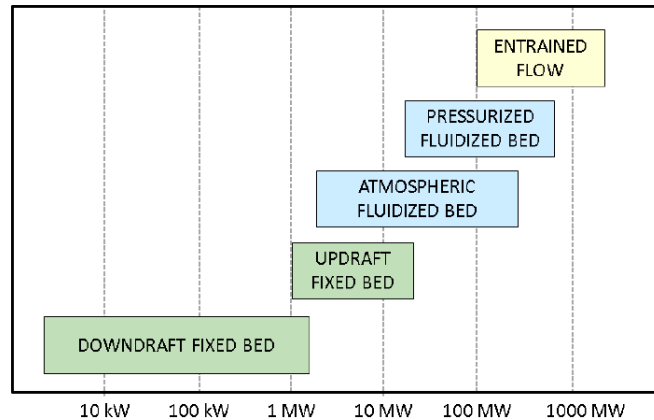 ENTRAINED
FLOW
PRESSURIZED
FLUIDIZED BED
ATMOSPHERIC
FLUIDIZED BED
UPDRAFT
FIXED BED
DOWNDRAFT FIXED BED
10 kW 100 kW 1 MW 10 MW 100 MW 1000 MW